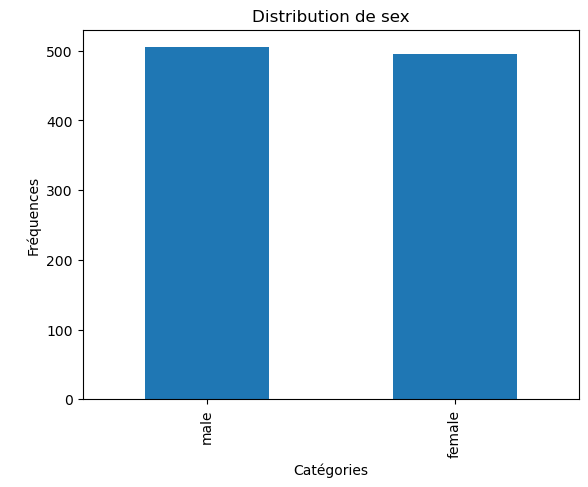 Distribution de sex
500
400
300
200
100
0
Fréquences
male
female
Catégories